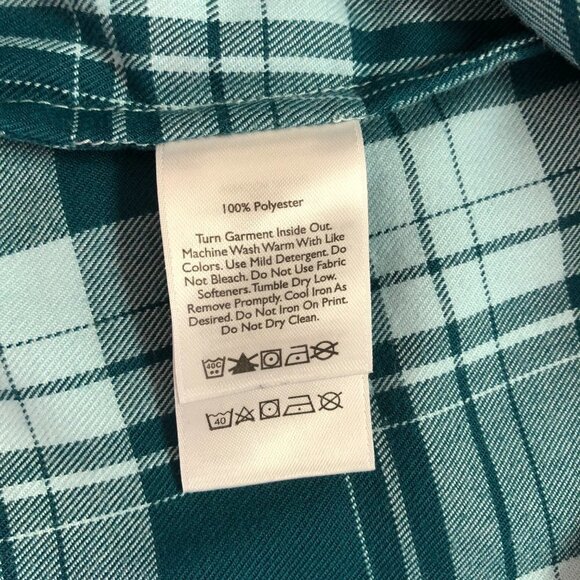 100% Polyester
Turn Garment Inside Out.
Machine Wash Warm With Like
Colors. Use Mild Detergent. Do
Not Bleach. Do Not Use Fabric
Softeners. Tumble Dry Low.
Remove Promptly. Cool Iron As
Desired. Do Not Iron On Print.
Do Not Dry Clean.
40C
40